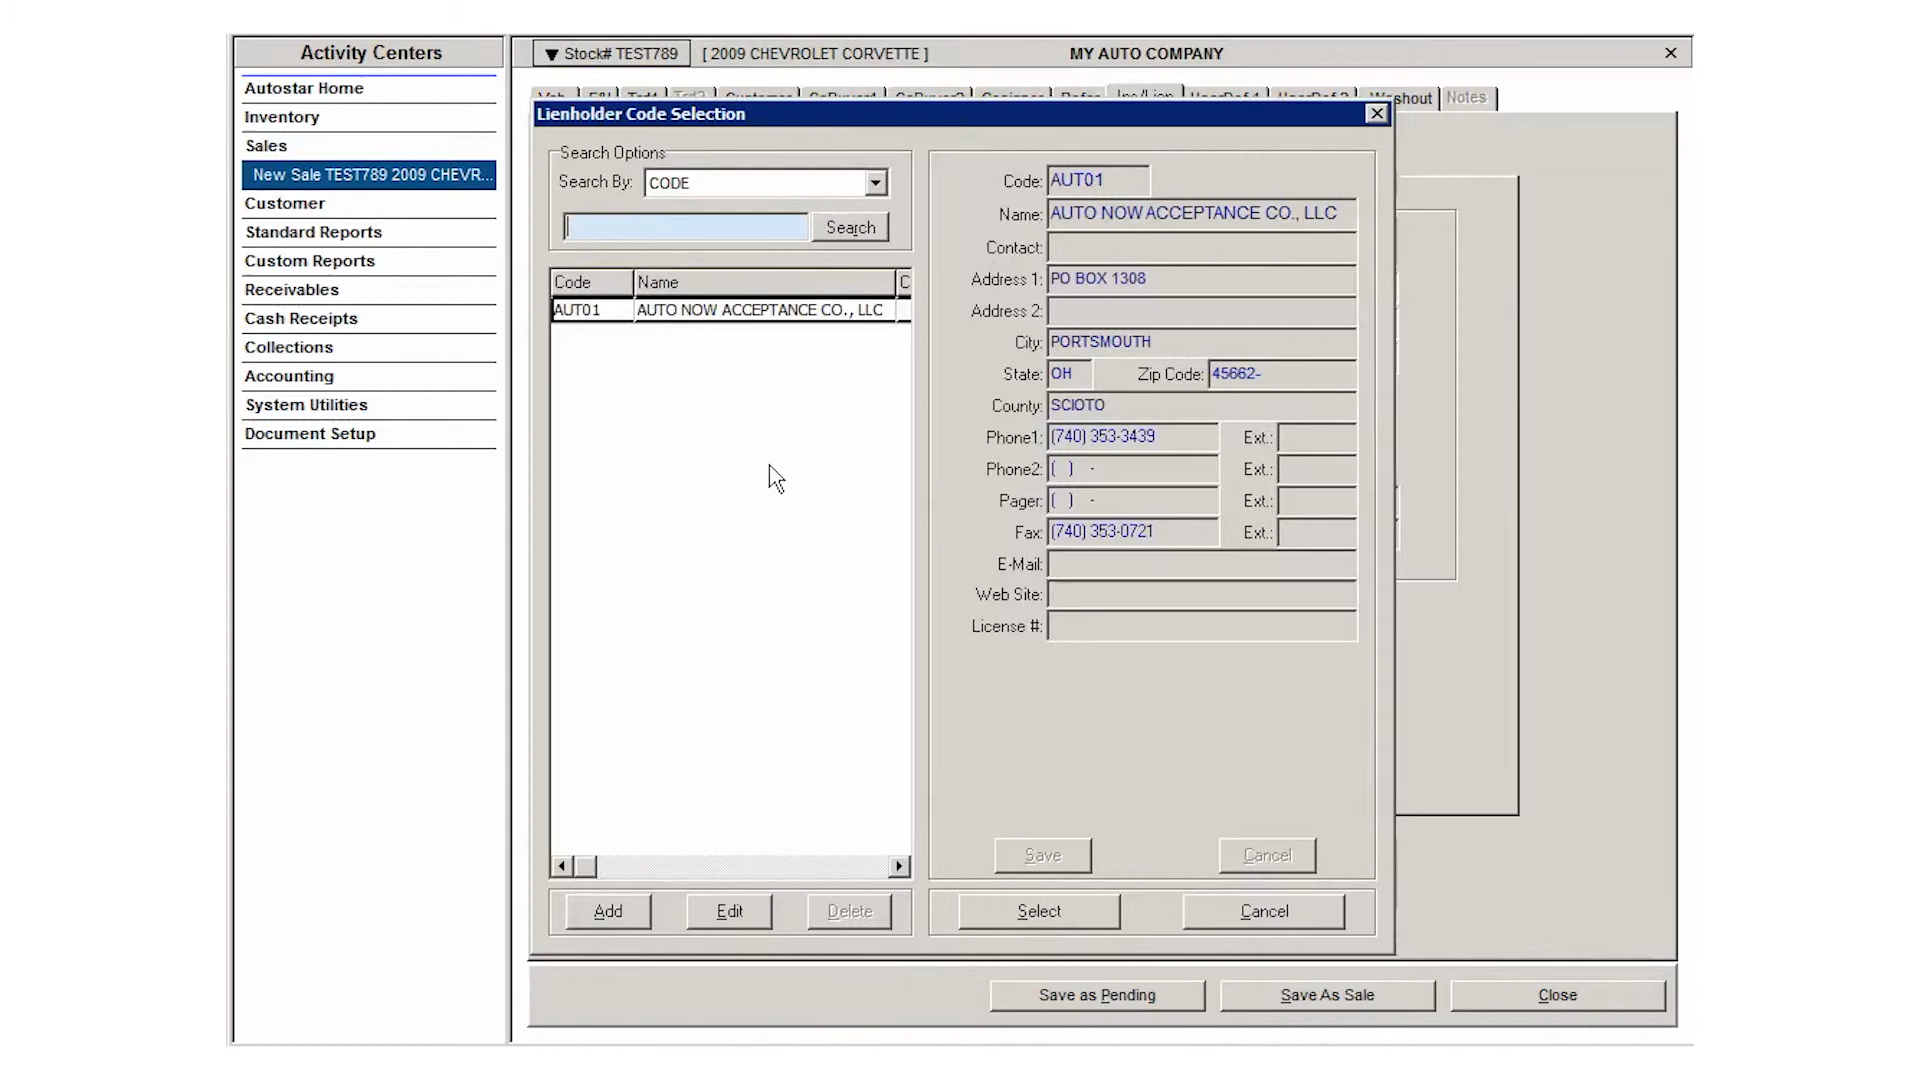 Activity Centers
Autostar Home
Inventory
Sales
New Sale TEST789 2009 CHEVR...
Customer
Standard Reports
Custom Reports
Receivables
Cash Receipts
Collections
Accounting
System Utilities
Document Setup
▼ Stock# TEST789 [ 2009 CHEVROLET CORVETTE ] MY AUTO COMPANY
Ins/Lien Washout Notes
Lienholder Code Selection
Search Options
Search By: CODE
Search
Code Name C
AUT01 AUTO NOW ACCEPTANCE CO., LLC
Add Edit Delete
Code: AUT01
Name: AUTO NOW ACCEPTANCE CO., LLC
Contact:
Address 1: PO BOX 1308
Address 2:
City: PORTSMOUTH
State: OH Zip Code: 45662-
County: SCIOTO
Phone1: (740) 353-3439 Ext.:
Phone2: ( ) - Ext.:
Pager: ( ) - Ext.:
Fax: (740) 353-0721 Ext.:
E-Mail:
Web Site:
License #:
Save Cancel
Select Cancel
Save as Pending Save As Sale Close